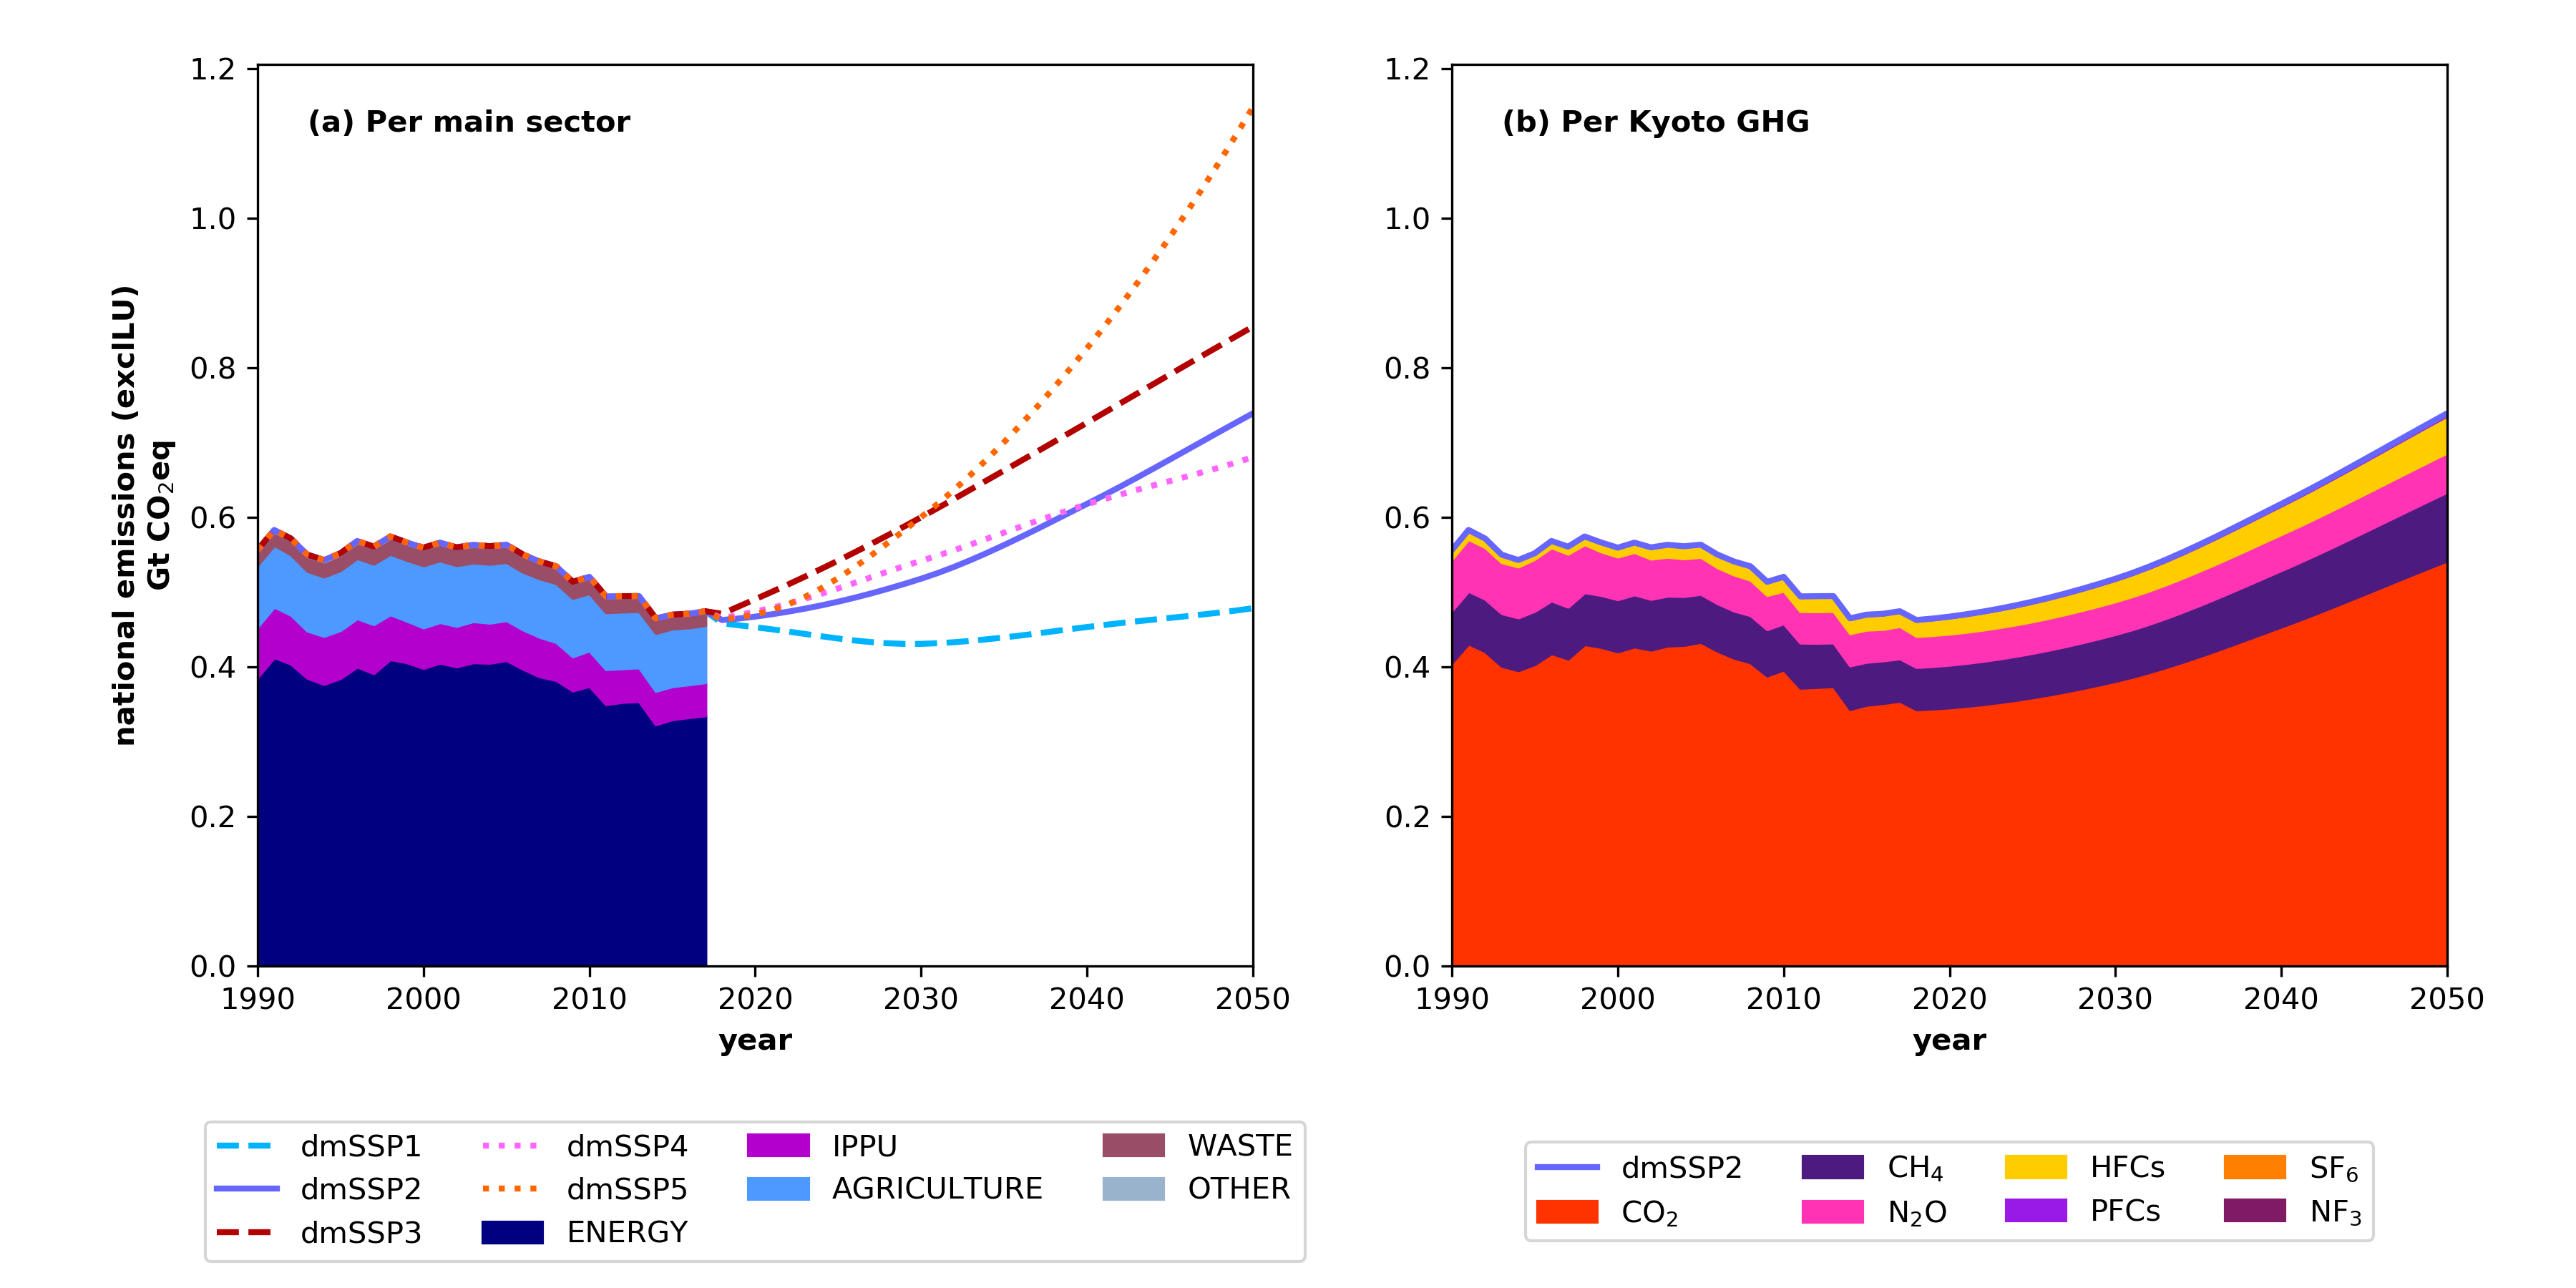 (a) Per main sector
1.2
1.0
0.8
0.6
0.4
0.2
0.0
national emissions (exclLU)
Gt CO₂eq
1990 2000 2010 2020 2030 2040 2050
year
dmSSP1 dmSSP4 IPPU WASTE
dmSSP2 dmSSP5 AGRICULTURE OTHER
dmSSP3 ENERGY
(b) Per Kyoto GHG
1.2
1.0
0.8
0.6
0.4
0.2
0.0
1990 2000 2010 2020 2030 2040 2050
year
dmSSP2 CH₄ HFCs SF₆
CO₂ N₂O PFCs NF₃